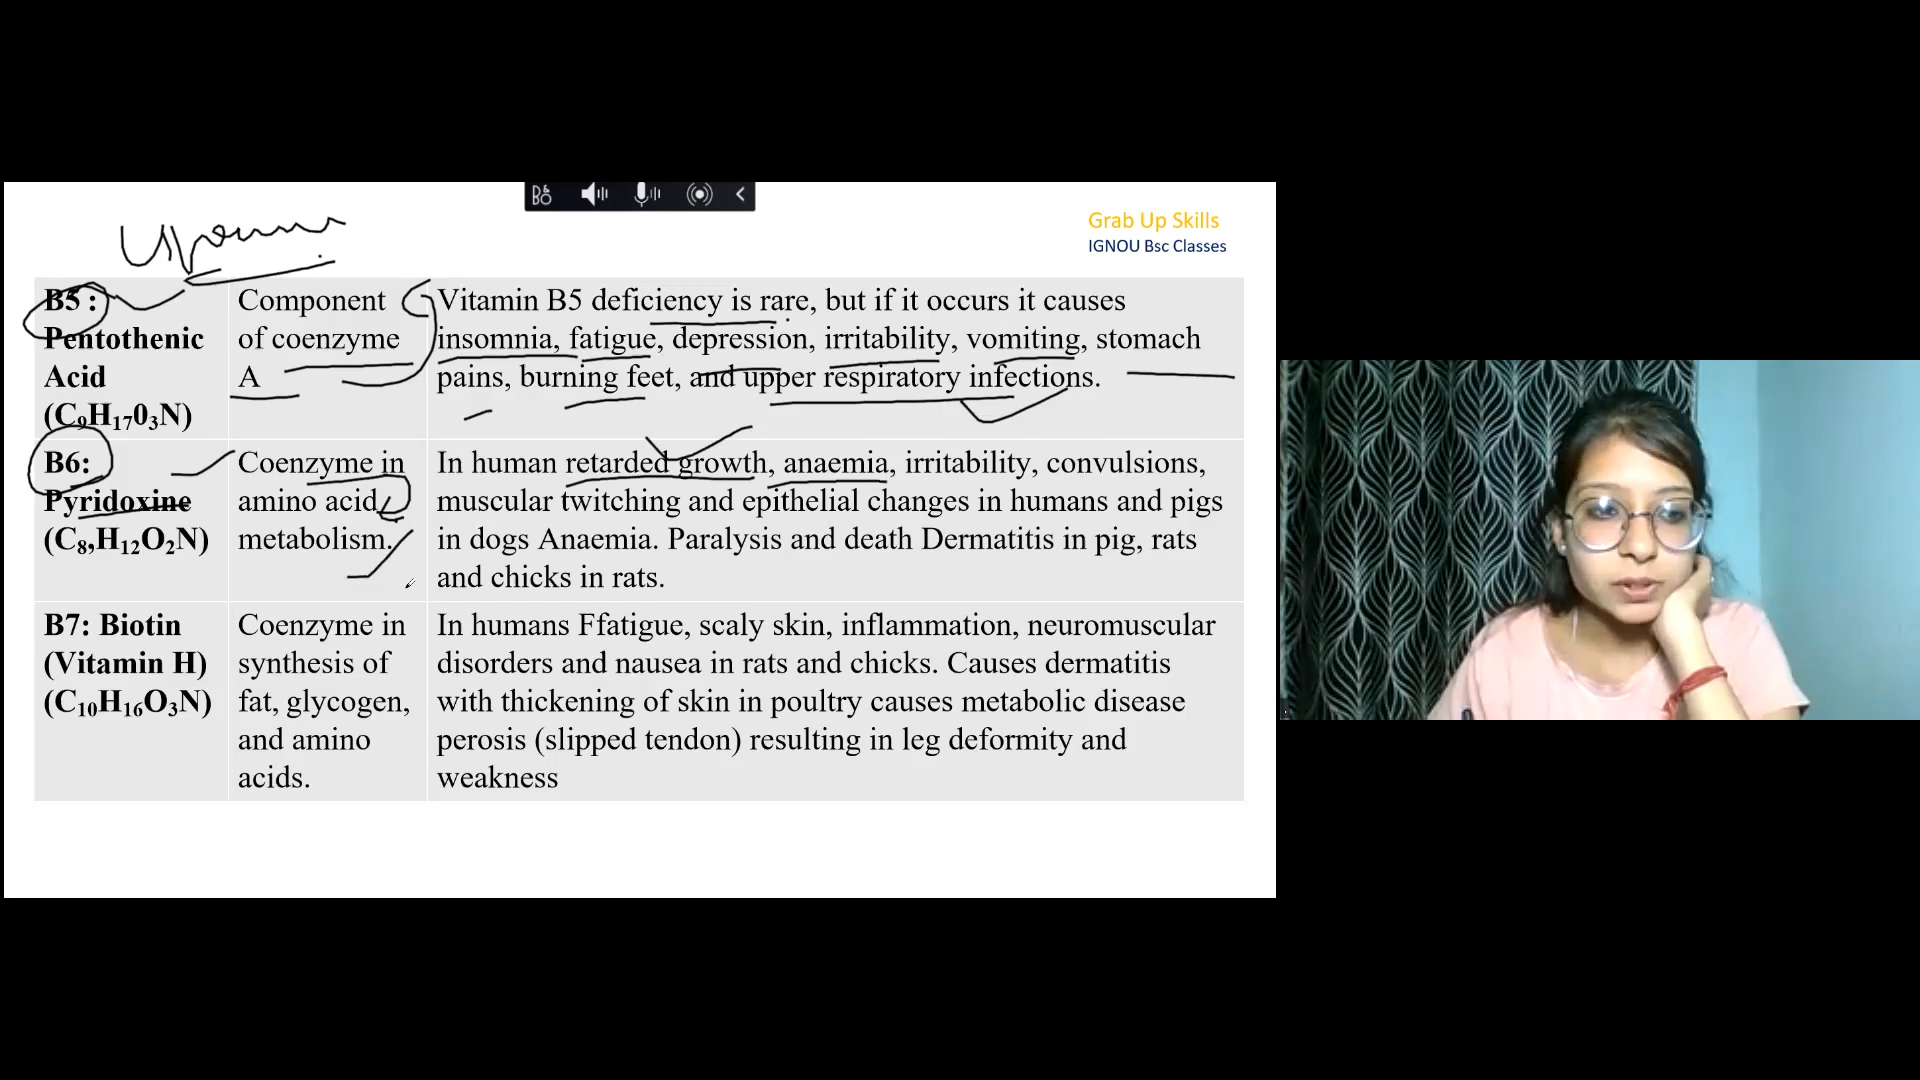 Grab Up Skills
IGNOU Bsc Classes
B5 :
Pentothenic
Acid
(C₉H₁₇0₃N)
Component
of coenzyme
A
Vitamin B5 deficiency is rare, but if it occurs it causes
insomnia, fatigue, depression, irritability, vomiting, stomach
pains, burning feet, and upper respiratory infections.
B6:
Pyridoxine
(C₈,H₁₂O₂N)
Coenzyme in
amino acid
metabolism.
In human retarded growth, anaemia, irritability, convulsions,
muscular twitching and epithelial changes in humans and pigs
in dogs Anaemia. Paralysis and death Dermatitis in pig, rats
and chicks in rats.
B7: Biotin
(Vitamin H)
(C₁₀H₁₆O₃N)
Coenzyme in
synthesis of
fat, glycogen,
and amino
acids.
In humans Ffatigue, scaly skin, inflammation, neuromuscular
disorders and nausea in rats and chicks. Causes dermatitis
with thickening of skin in poultry causes metabolic disease
perosis (slipped tendon) resulting in leg deformity and
weakness